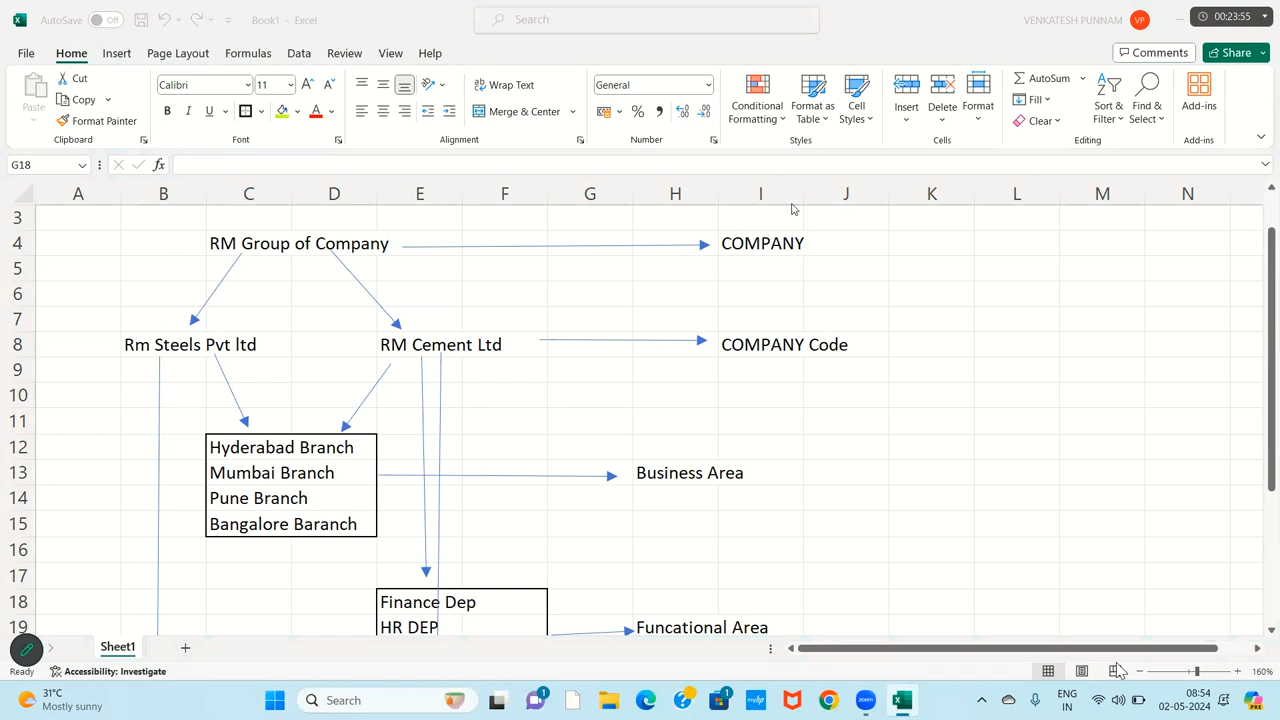 AutoSave Off Book1 - Excel Search VENKATESH PUNNAM VP 00:23:55
File Home Insert Page Layout Formulas Data Review View Help Comments Share
Paste Cut Copy Format Painter Clipboard
Calibri 11 B I U A Font
Wrap Text Merge & Center Alignment
General % Number
Conditional Formatting Format as Table Cell Styles Styles
Insert Delete Format Cells
AutoSum Fill Clear Sort & Filter Find & Select Editing
Add-ins Add-ins
G18 fx
A B C D E F G H I J K L M N
3
4 RM Group of Company COMPANY
5
6
7
8 Rm Steels Pvt ltd RM Cement Ltd COMPANY Code
9
10
11
12 Hyderabad Branch
13 Mumbai Branch Business Area
14 Pune Branch
15 Bangalore Baranch
16
17
18 Finance Dep
19 HR DEP Funcational Area
Sheet1
Ready Accessibility: Investigate 160%
31°C
Mostly sunny
Search
ENG
IN
08:54
02-05-2024